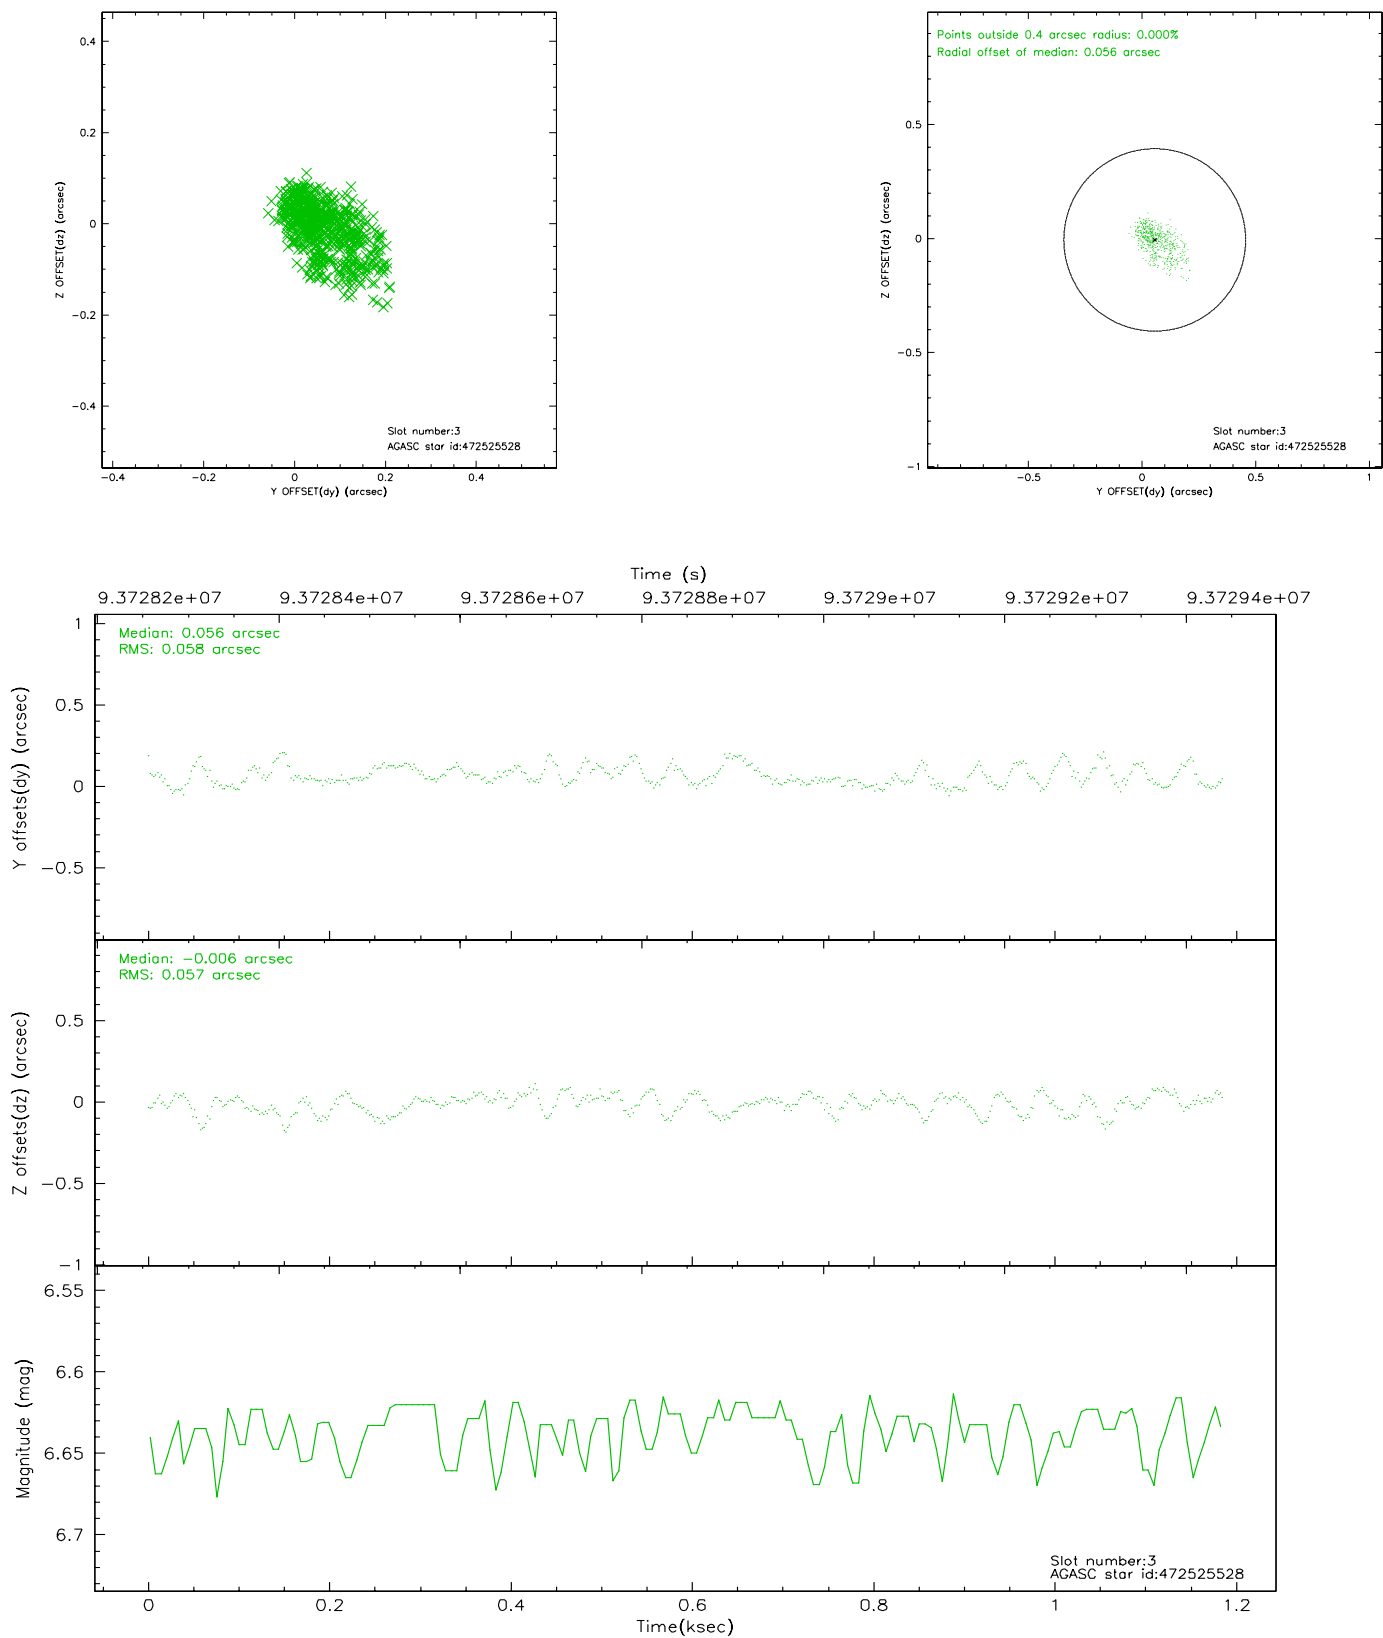 Points outside 0.4 arcsec radius: 0.000%
Radial offset of median: 0.056 arcsec
0.4
0.2
0
−0.2
−0.4
Z OFFSET(dz) (arcsec)
Slot number:3
AGASC star id:472525528
−0.4 −0.2 0 0.2 0.4
Y OFFSET(dy) (arcsec)
0.5
0
−0.5
−1
Z OFFSET(dz) (arcsec)
Slot number:3
AGASC star id:472525528
−0.5 0 0.5 1
Y OFFSET(dy) (arcsec)
Time (s)
9.37282e+07 9.37284e+07 9.37286e+07 9.37288e+07 9.3729e+07 9.37292e+07 9.37294e+07
Median: 0.056 arcsec
RMS: 0.058 arcsec
1
0.5
0
−0.5
Y offsets(dy) (arcsec)
Median: −0.006 arcsec
RMS: 0.057 arcsec
0.5
0
−0.5
−1
Z offsets(dz) (arcsec)
6.55
6.6
6.65
6.7
Magnitude (mag)
Slot number:3
AGASC star id:472525528
0 0.2 0.4 0.6 0.8 1 1.2
Time(ksec)